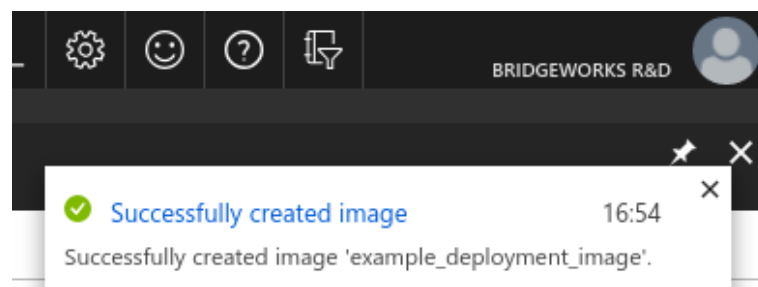 BRIDGEWORKS R&D
Successfully created image 16:54
Successfully created image 'example_deployment_image'.